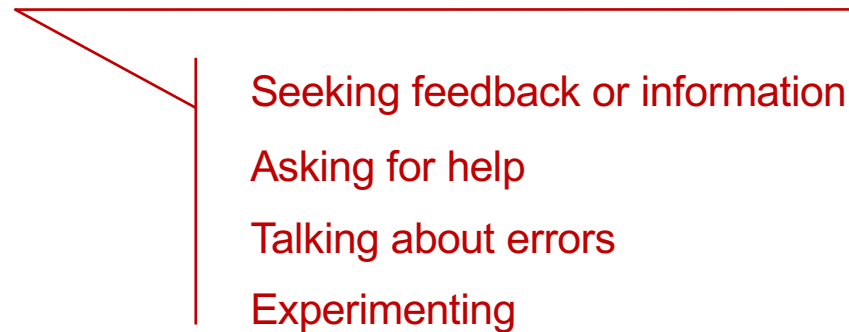 Seeking feedback or information
Asking for help
Talking about errors
Experimenting